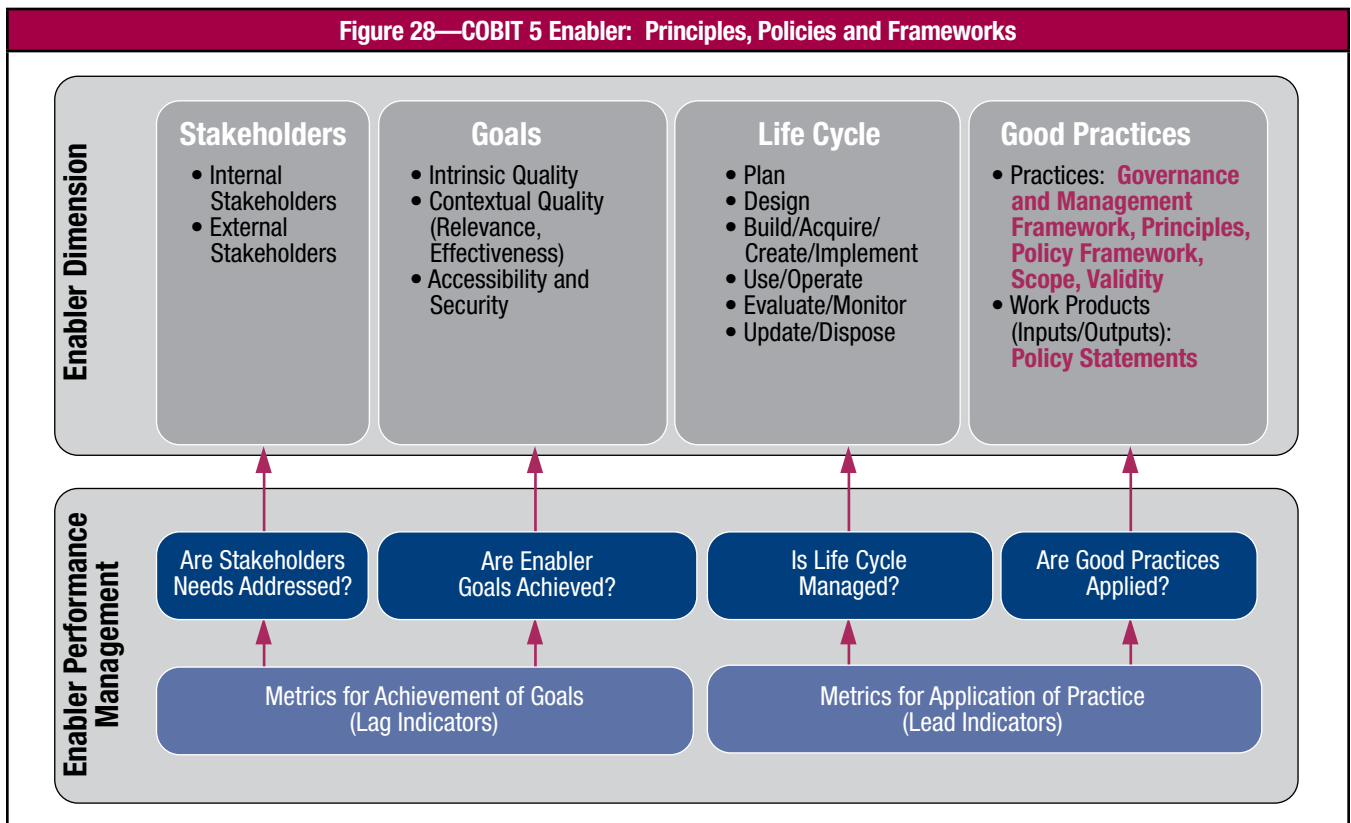 Figure 28—COBIT 5 Enabler: Principles, Policies and Frameworks
Enabler Dimension
Stakeholders
• Internal
Stakeholders
• External
Stakeholders
Goals
• Intrinsic Quality
• Contextual Quality
(Relevance,
Effectiveness)
• Accessibility and
Security
Life Cycle
• Plan
• Design
• Build/Acquire/
Create/Implement
• Use/Operate
• Evaluate/Monitor
• Update/Dispose
Good Practices
• Practices: Governance
and Management
Framework, Principles,
Policy Framework,
Scope, Validity
• Work Products
(Inputs/Outputs):
Policy Statements
Enabler Performance
Management
Are Stakeholders
Needs Addressed?
Are Enabler
Goals Achieved?
Is Life Cycle
Managed?
Are Good Practices
Applied?
Metrics for Achievement of Goals
(Lag Indicators)
Metrics for Application of Practice
(Lead Indicators)